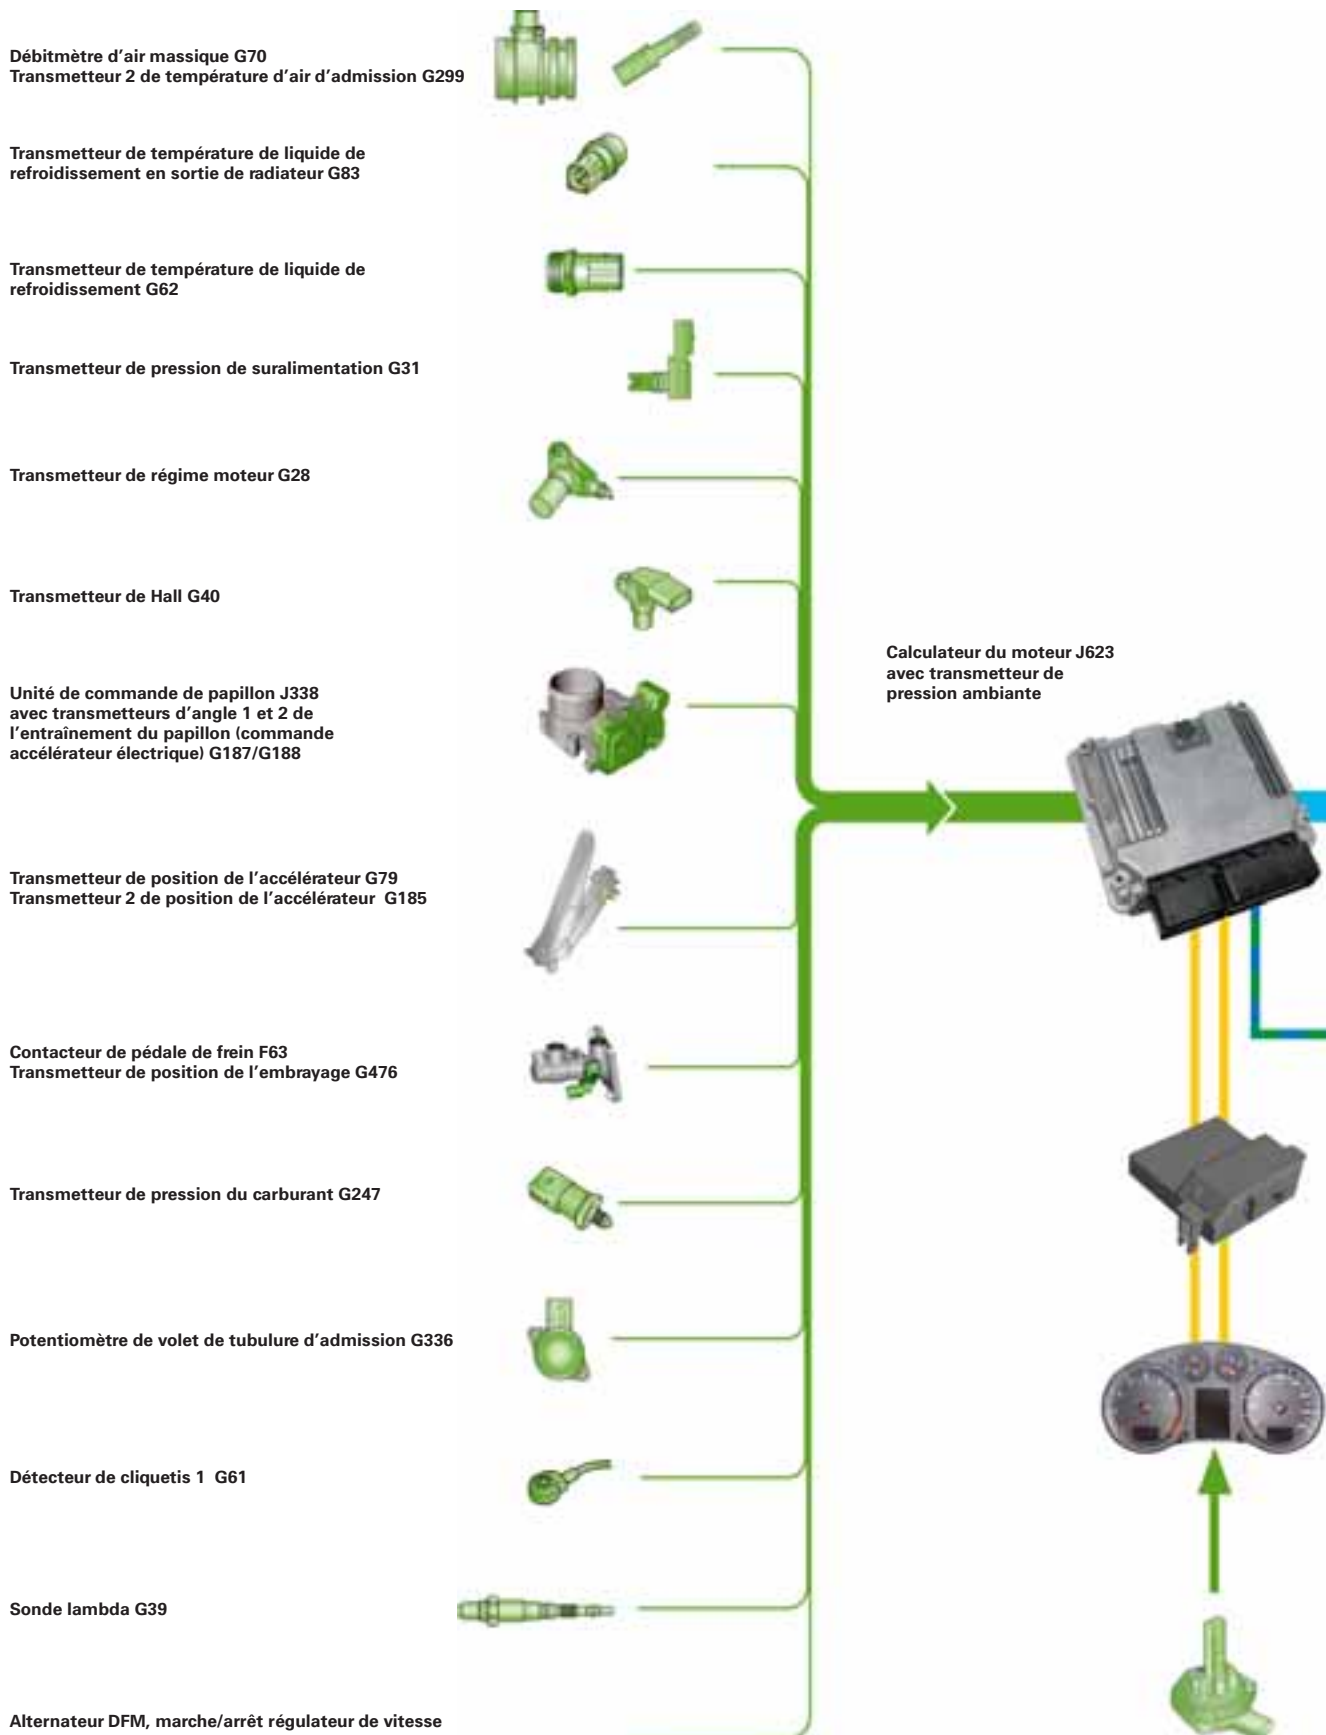 Débitmètre d'air massique G70
Transmetteur 2 de température d'air d'admission G299
Transmetteur de température de liquide de
refroidissement en sortie de radiateur G83
Transmetteur de température de liquide de
refroidissement G62
Transmetteur de pression de suralimentation G31
Transmetteur de régime moteur G28
Transmetteur de Hall G40
Calculateur du moteur J623
avec transmetteur de
pression ambiante
Unité de commande de papillon J338
avec transmetteurs d'angle 1 et 2 de
l'entraînement du papillon (commande
accélérateur électrique) G187/G188
Transmetteur de position de l'accélérateur G79
Transmetteur 2 de position de l'accélérateur G185
Contacteur de pédale de frein F63
Transmetteur de position de l'embrayage G476
Transmetteur de pression du carburant G247
Potentiomètre de volet de tubulure d'admission G336
Détecteur de cliquetis 1 G61
Sonde lambda G39
Alternateur DFM, marche/arrêt régulateur de vitesse